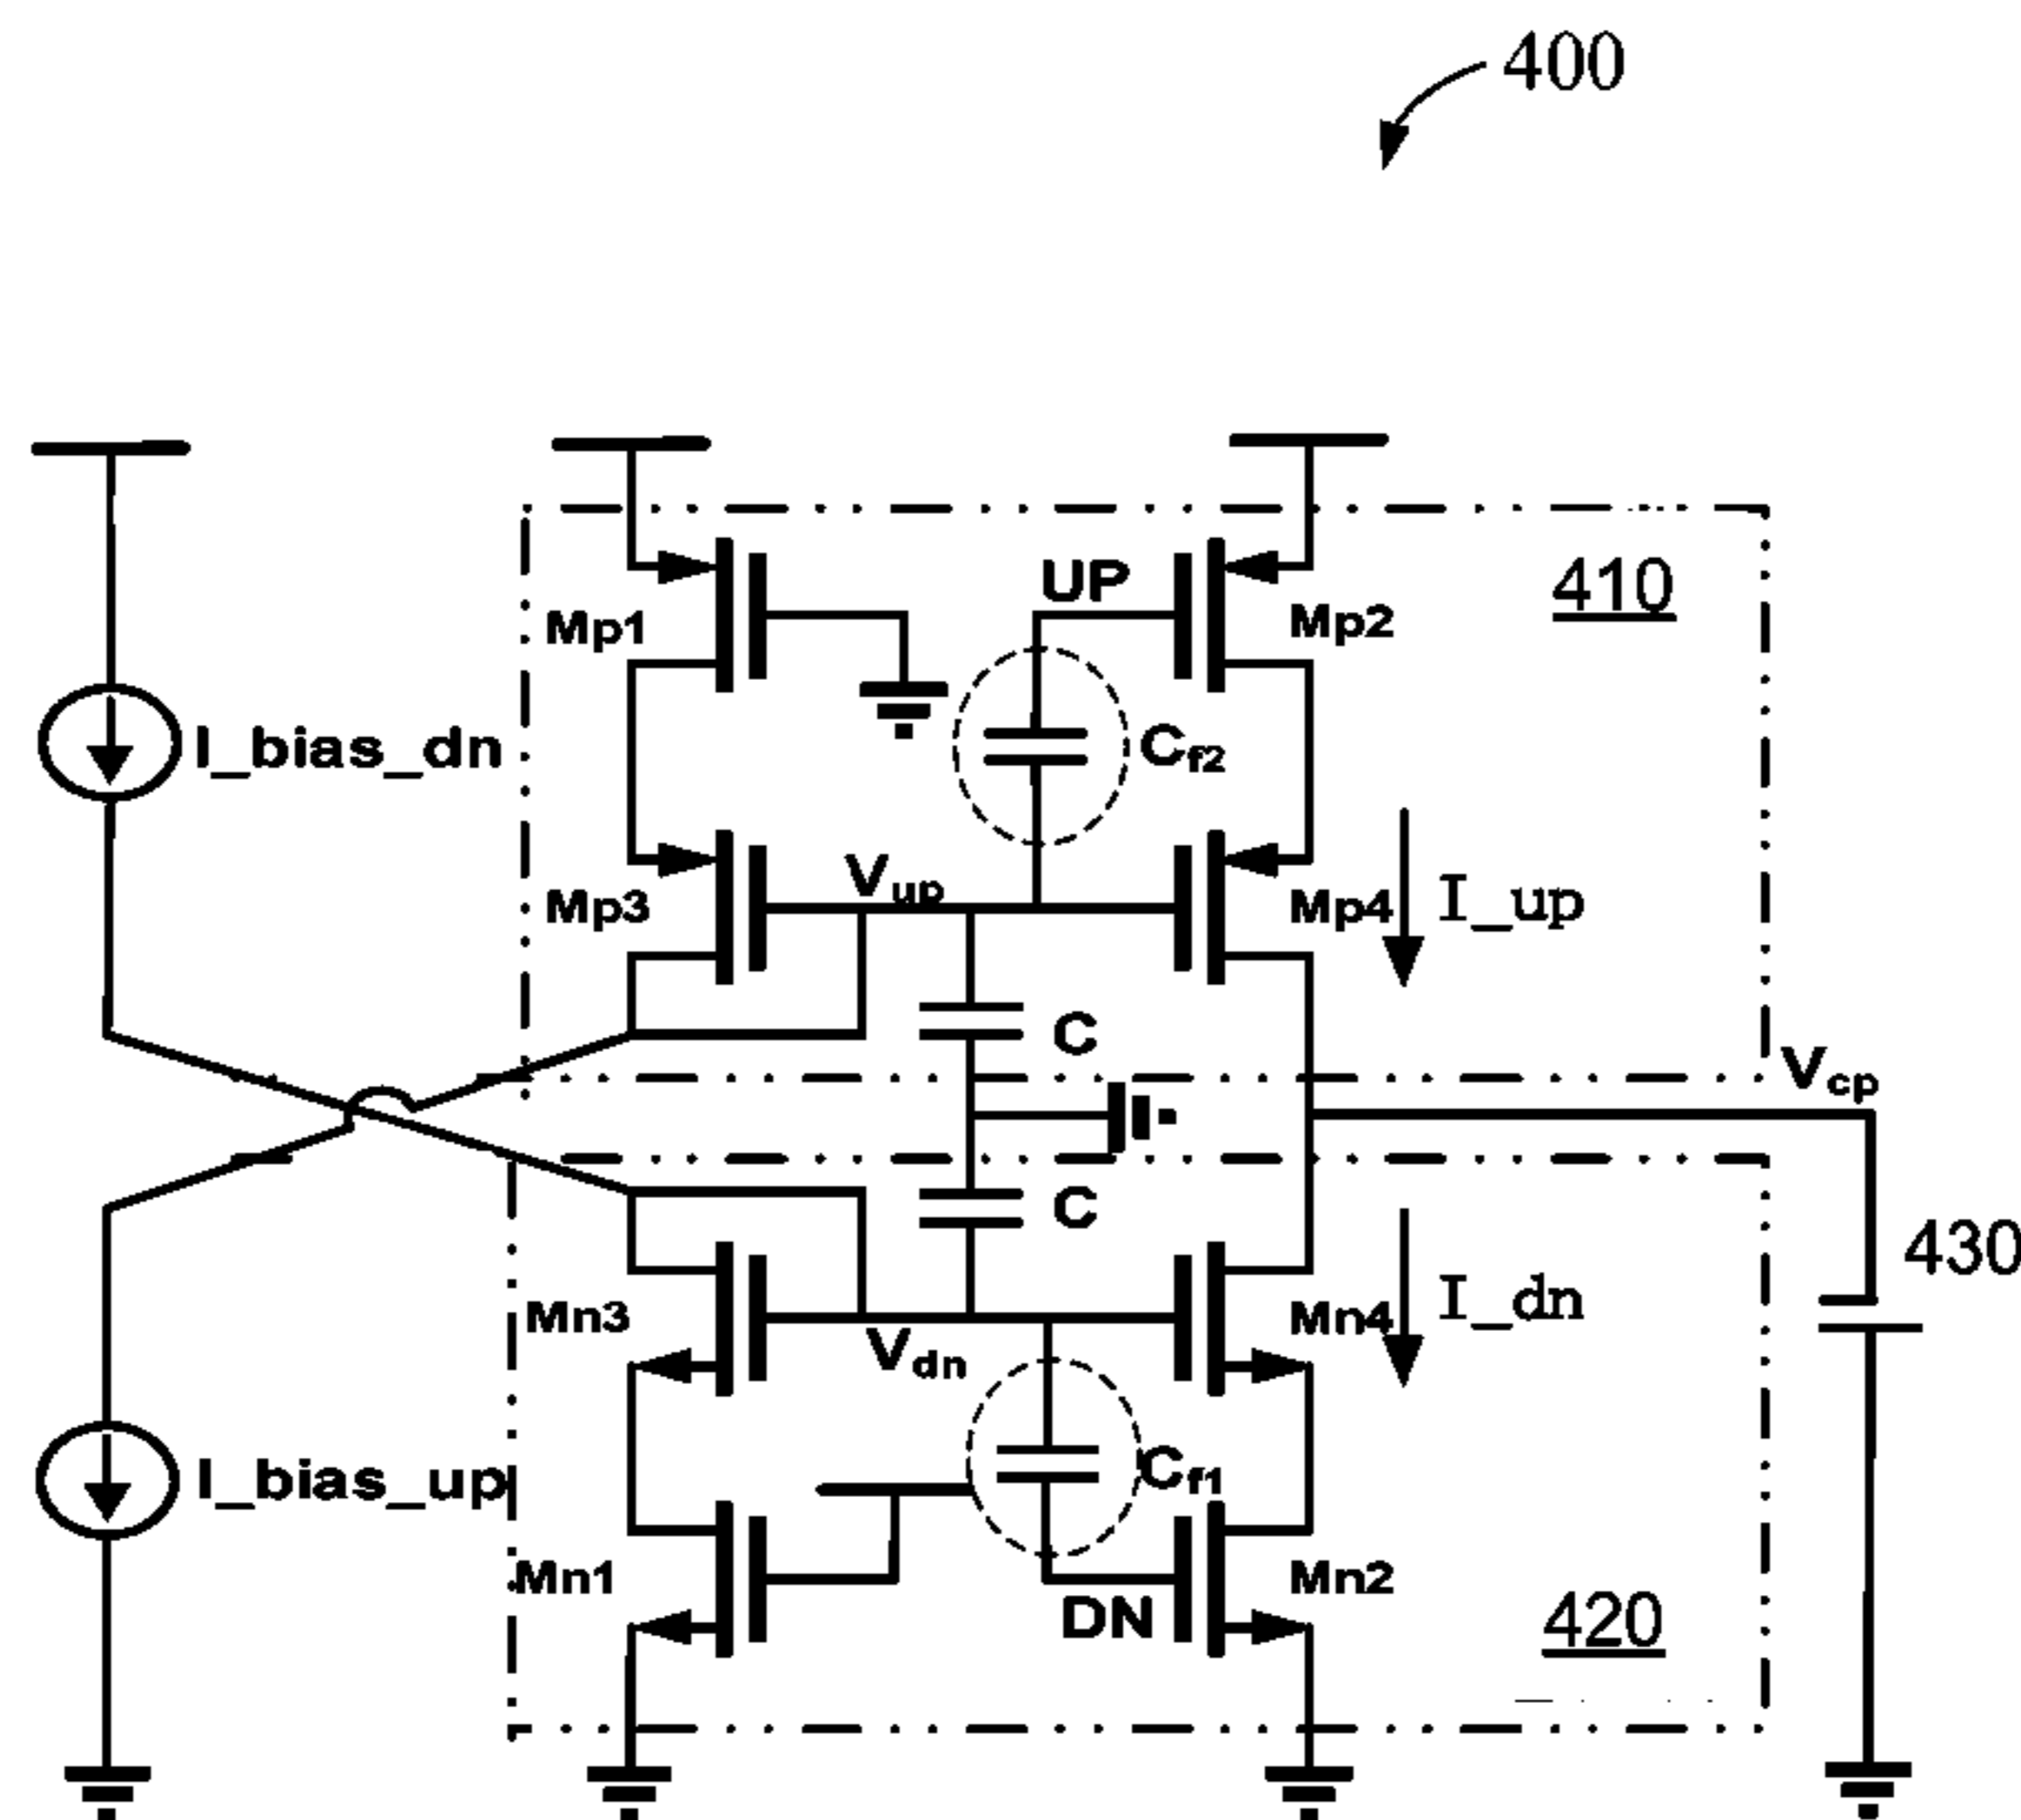 400
UP
410
Mp1
Mp2
I_bias_dn
Cf2
Vup
Mp3
Mp4
I_up
C
Vcp
C
430
Mn3
Mn4
I_dn
Vdn
I_bias_up
Cf1
Mn1
Mn2
DN
420